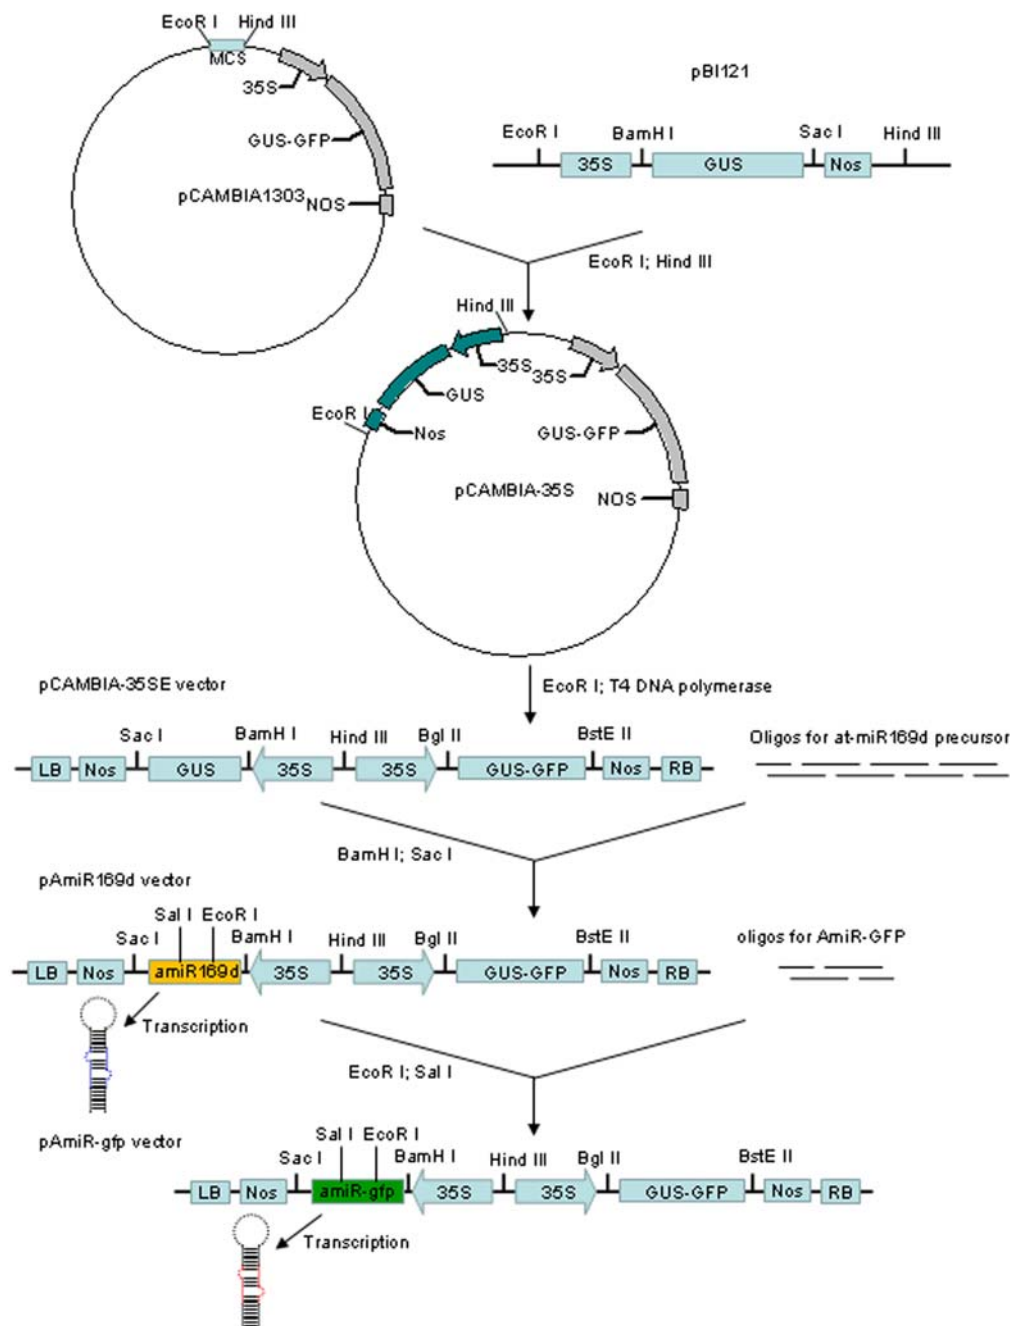 EcoR I Hind III
MCS
35S
GUS-GFP
pCAMBIA1303
NOS
pBI121
EcoR I BamH I Sac I Hind III
35S GUS Nos
EcoR I; Hind III
Hind III
35S 35S
GUS
EcoR I
Nos
GUS-GFP
pCAMBIA-35S
NOS
EcoR I; T4 DNA polymerase
pCAMBIA-35SE vector
Sac I BamH I Hind III Bgl II BstE II
LB Nos GUS 35S 35S GUS-GFP Nos RB
Oligos for at-miR169d precursor
BamH I; Sac I
pAmiR169d vector
Sal I EcoR I
Sac I BamH I Hind III Bgl II BstE II
LB Nos amiR169d 35S 35S GUS-GFP Nos RB
oligos for AmiR-GFP
Transcription
EcoR I; Sal I
pAmiR-gfp vector
Sal I EcoR I
Sac I BamH I Hind III Bgl II BstE II
LB Nos amiR-gfp 35S 35S GUS-GFP Nos RB
Transcription